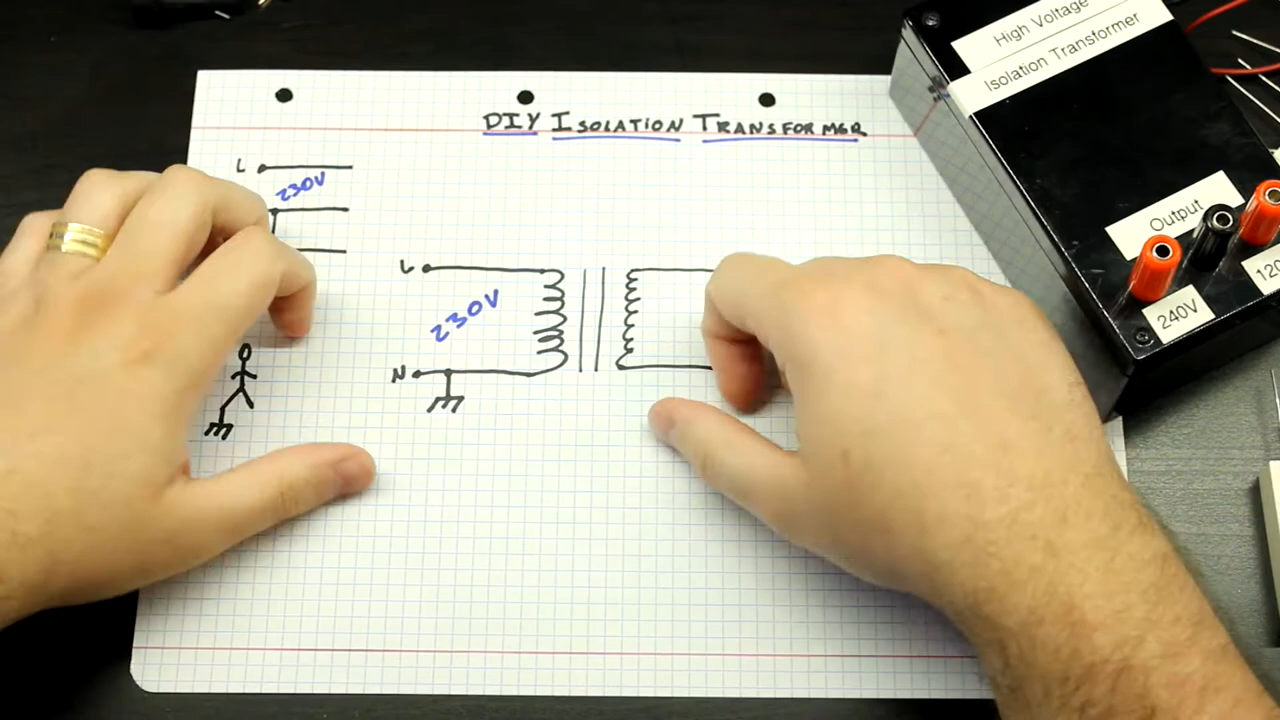 DIY ISOLATION TRANSFORMER
L
230V
L
230V
N
High Voltage
Isolation Transformer
Output
240V